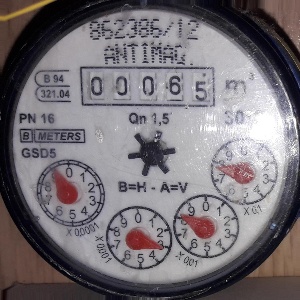 862386/12
ANTIMAG
B 94
321.04
00065 m³
PN 16
Qn 1,5
30°
B METERS
GSD5
B=H - A=V
X 0,0001
X 0,001
X 0,01
X 0,1